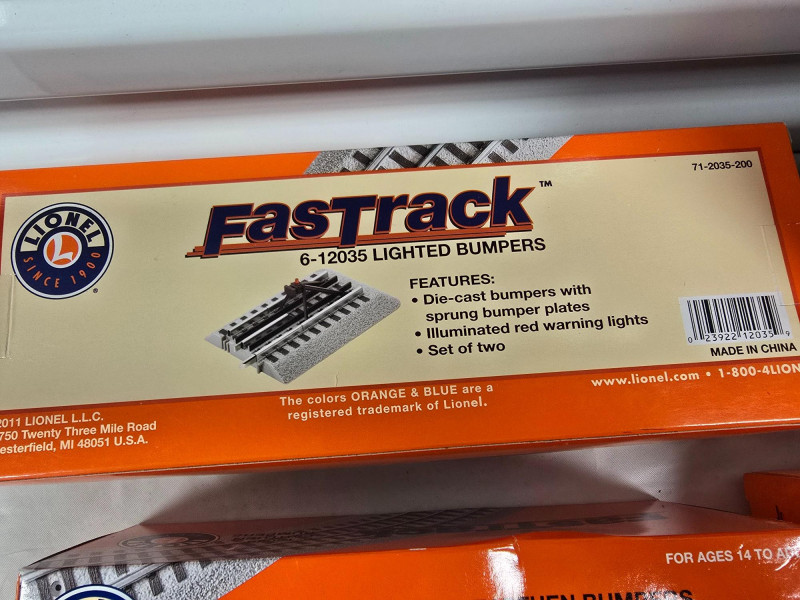 71-2035-200
LIONEL
L
SINCE 1900
®
FasTrack™
6-12035 LIGHTED BUMPERS
FEATURES:
• Die-cast bumpers with
sprung bumper plates
• Illuminated red warning lights
• Set of two
0 23922 12035 9
MADE IN CHINA
www.lionel.com • 1-800-4LION
The colors ORANGE & BLUE are a
registered trademark of Lionel.
2011 LIONEL L.L.C.
750 Twenty Three Mile Road
esterfield, MI 48051 U.S.A.
FOR AGES 14 TO
BUMPERS